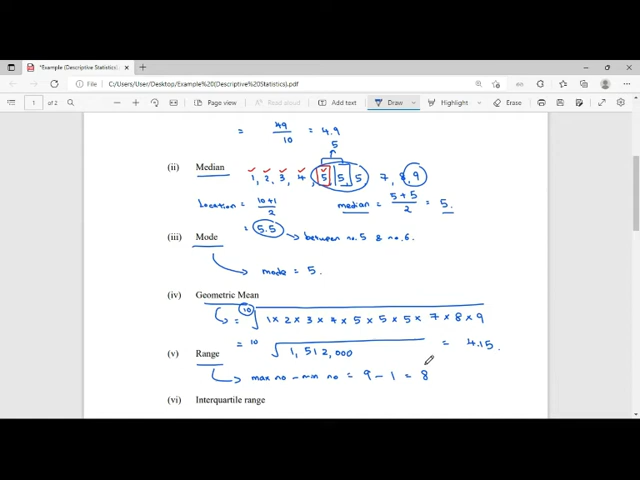 *Example (Descriptive Statistics).p
C:/Users/User/Desktop/Example%20(Descriptive%20Statistics).pdf
1 of 2 Page view Read aloud Add text Draw Highlight Erase
= 49/10 = 4.9
5
(ii) Median 1, 2, 3, 4, 5, 5, 5 7, 8, 9
Location = 10+1/2 median = 5+5/2 = 5.
= 5.5 → between no.5 & no.6.
(iii) Mode
mode = 5.
(iv) Geometric Mean
= 10√1×2×3×4×5×5×5×7×8×9
= 10√1,512,000 = 4.15.
(v) Range
max no - min no = 9 - 1 = 8
(vi) Interquartile range